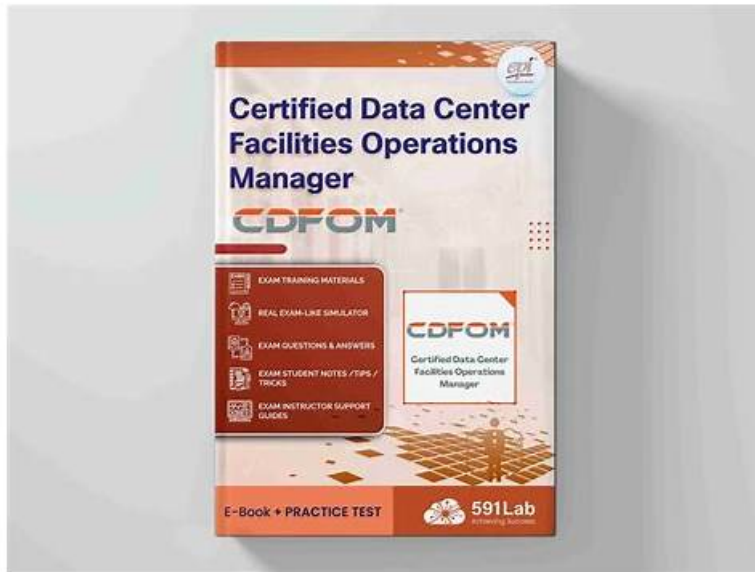 epi
Certified Data Center
Facilities Operations
Manager
CDFOM®
EXAM TRAINING MATERIALS
REAL EXAM-LIKE SIMULATOR
EXAM QUESTIONS & ANSWERS
EXAM STUDENT NOTES /TIPS /
TRICKS
EXAM INSTRUCTOR SUPPORT
GUIDES
CDFOM
Certified Data Center
Facilities Operations
Manager
E-Book + PRACTICE TEST
591Lab
Achieving Success